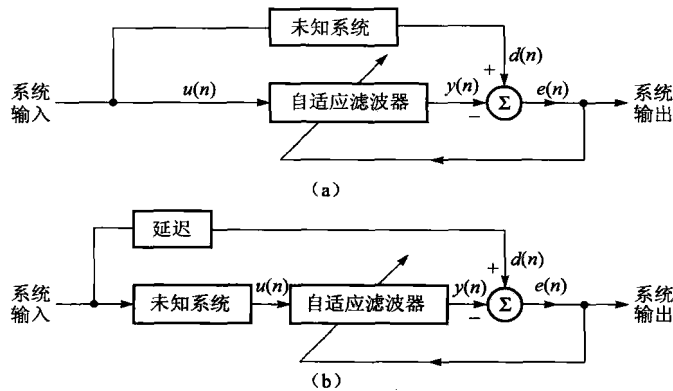 未知系统
d(n)
+
系统
输入
u(n)
自适应滤波器
y(n)
−
Σ
e(n)
系统
输出
（a）
延迟
d(n)
+
系统
输入
未知系统
u(n)
自适应滤波器
y(n)
−
Σ
e(n)
系统
输出
（b）